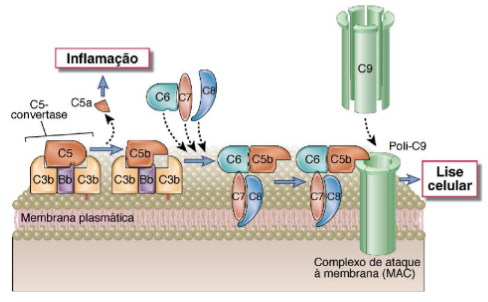 Inflamação
C5-
convertase
C5a
C6
C7
C8
C9
C5
C3b
Bb
C3b
C5b
C3b
Bb
C3b
C6
C5b
C7
C8
C6
C5b
C7
C8
Poli-C9
Lise
celular
Membrana plasmática
Complexo de ataque
à membrana (MAC)